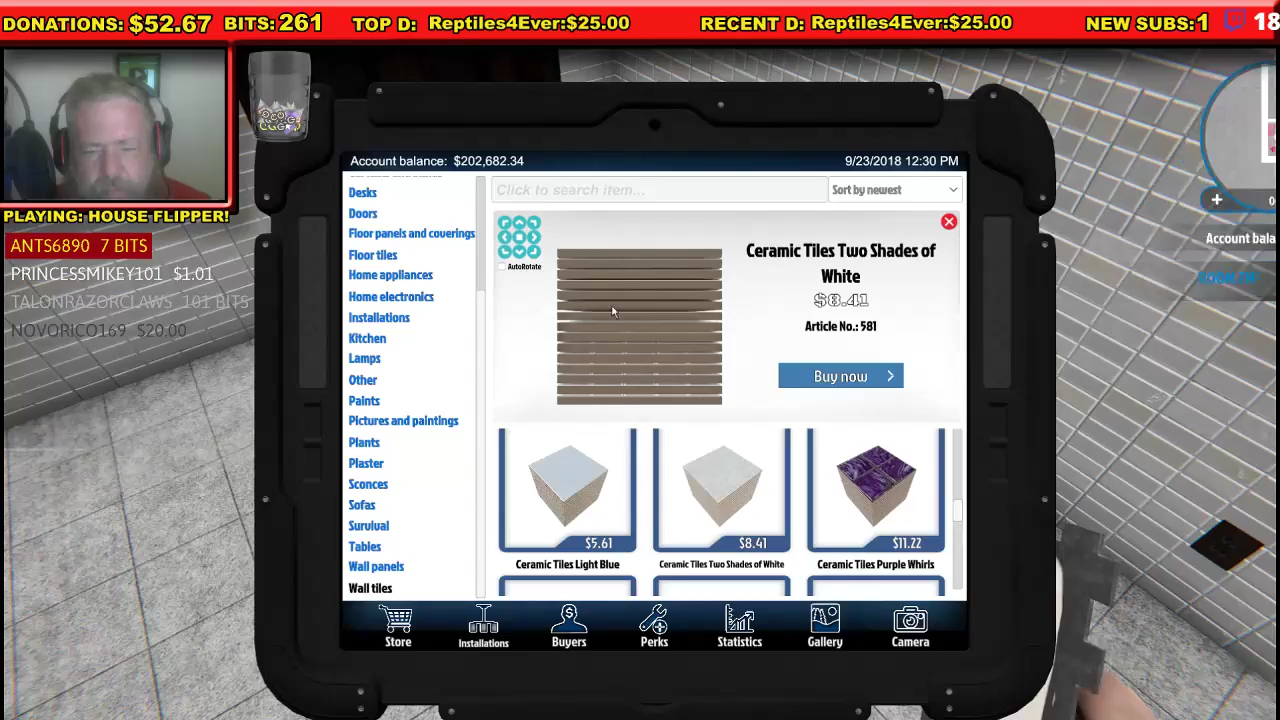 DONATIONS: $52.67 BITS: 261 TOP D: Reptiles4Ever:$25.00 RECENT D: Reptiles4Ever:$25.00 NEW SUBS: 1 18
PLAYING: HOUSE FLIPPER!
ANTS6890 7 BITS
PRINCESSMIKEY101 $1.01
TALONRAZORCLAWS 101 BITS
NOVORICO169 $20.00
Account balance: $202,682.34 9/23/2018 12:30 PM
Desks
Doors
Floor panels and coverings
Floor tiles
Home appliances
Home electronics
Installations
Kitchen
Lamps
Other
Paints
Pictures and paintings
Plants
Plaster
Sconces
Sofas
Survival
Tables
Wall panels
Wall tiles
Click to search item... Sort by newest
AutoRotate
Ceramic Tiles Two Shades of
White
$8.41
Article No.: 581
Buy now
$5.61 $8.41 $11.22
Ceramic Tiles Light Blue Ceramic Tiles Two Shades of White Ceramic Tiles Purple Whirls
Store Installations Buyers Perks Statistics Gallery Camera
+ 0
Account bala